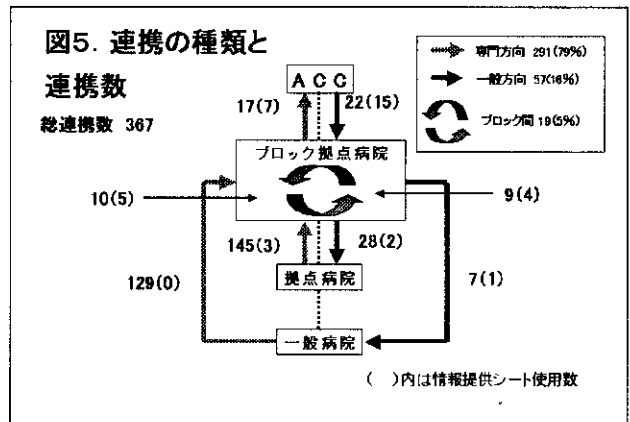 図5. 連携の種類と
連携数
総連携数 367
専門方向 291(79%)
一般方向 57(16%)
ブロック間 19(5%)
ACC
17(7)
22(15)
ブロック拠点病院
10(5)
9(4)
145(3)
28(2)
129(0)
7(1)
拠点病院
一般病院
( )内は情報提供シート使用数